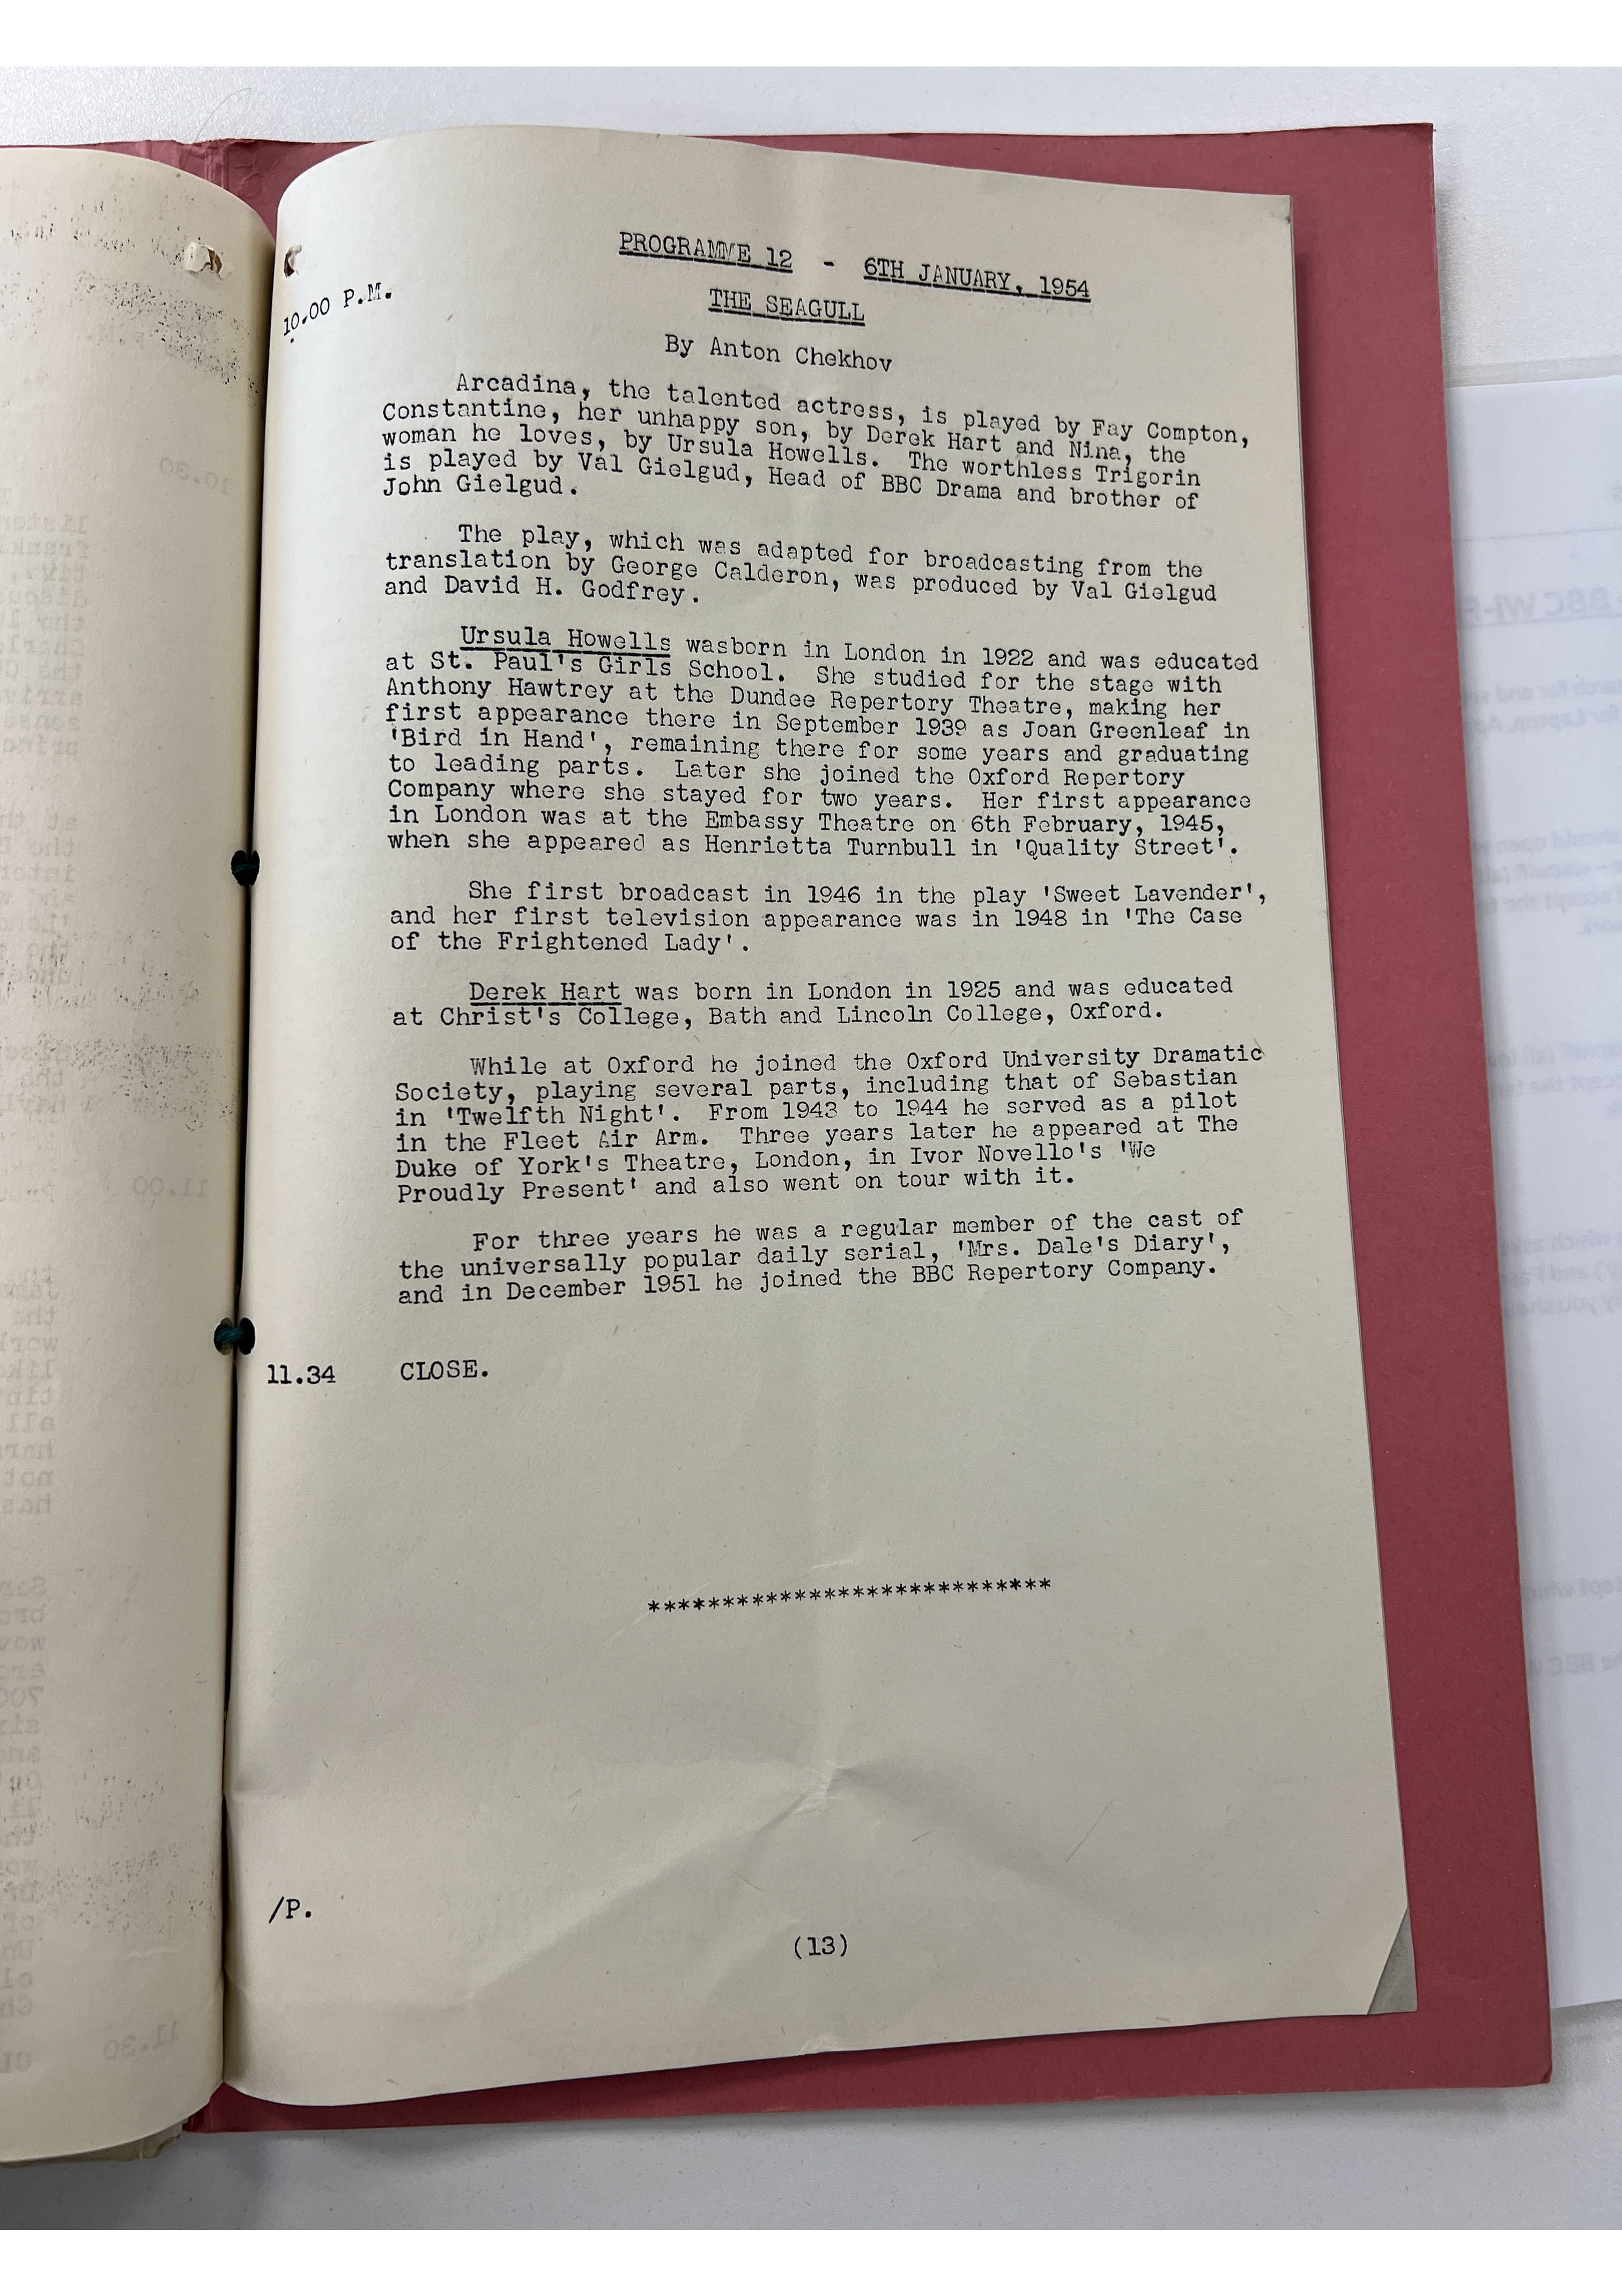 PROGRAMME 12 - 6TH JANUARY, 1954
10.00 P.M.
THE SEAGULL
By Anton Chekhov
Arcadina, the talented actress, is played by Fay Compton,
Constantine, her unhappy son, by Derek Hart and Nina, the
woman he loves, by Ursula Howells. The worthless Trigorin
is played by Val Gielgud, Head of BBC Drama and brother of
John Gielgud.
The play, which was adapted for broadcasting from the
translation by George Calderon, was produced by Val Gielgud
and David H. Godfrey.
Ursula Howells wasborn in London in 1922 and was educated
at St. Paul's Girls School. She studied for the stage with
Anthony Hawtrey at the Dundee Repertory Theatre, making her
first appearance there in September 1939 as Joan Greenleaf in
'Bird in Hand', remaining there for some years and graduating
to leading parts. Later she joined the Oxford Repertory
Company where she stayed for two years. Her first appearance
in London was at the Embassy Theatre on 6th February, 1945,
when she appeared as Henrietta Turnbull in 'Quality Street'.
She first broadcast in 1946 in the play 'Sweet Lavender',
and her first television appearance was in 1948 in 'The Case
of the Frightened Lady'.
Derek Hart was born in London in 1925 and was educated
at Christ's College, Bath and Lincoln College, Oxford.
While at Oxford he joined the Oxford University Dramatic
Society, playing several parts, including that of Sebastian
in 'Twelfth Night'. From 1943 to 1944 he served as a pilot
in the Fleet Air Arm. Three years later he appeared at The
Duke of York's Theatre, London, in Ivor Novello's 'We
Proudly Present' and also went on tour with it.
For three years he was a regular member of the cast of
the universally popular daily serial, 'Mrs. Dale's Diary',
and in December 1951 he joined the BBC Repertory Company.
11.34 CLOSE.
***************************
/P.
(13)